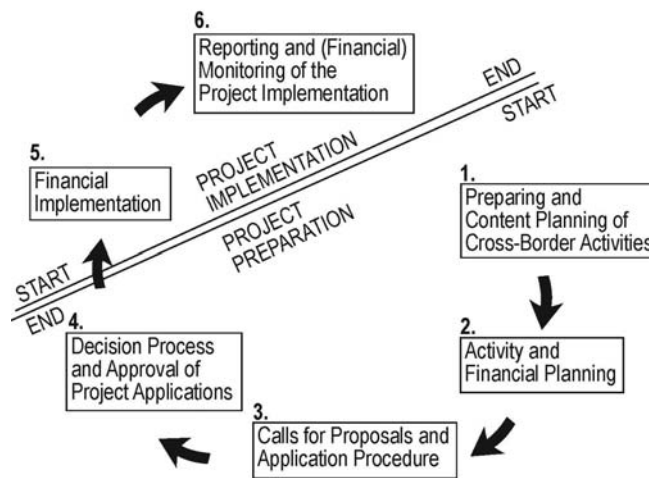 6.
Reporting and (Financial)
Monitoring of the
Project Implementation
END
START
5.
Financial
Implementation
PROJECT
IMPLEMENTATION
PROJECT
PREPARATION
1.
Preparing and
Content Planning of
Cross-Border Activities
START
END
4.
Decision Process
and Approval of
Project Applications
2.
Activity and
Financial Planning
3.
Calls for Proposals and
Application Procedure